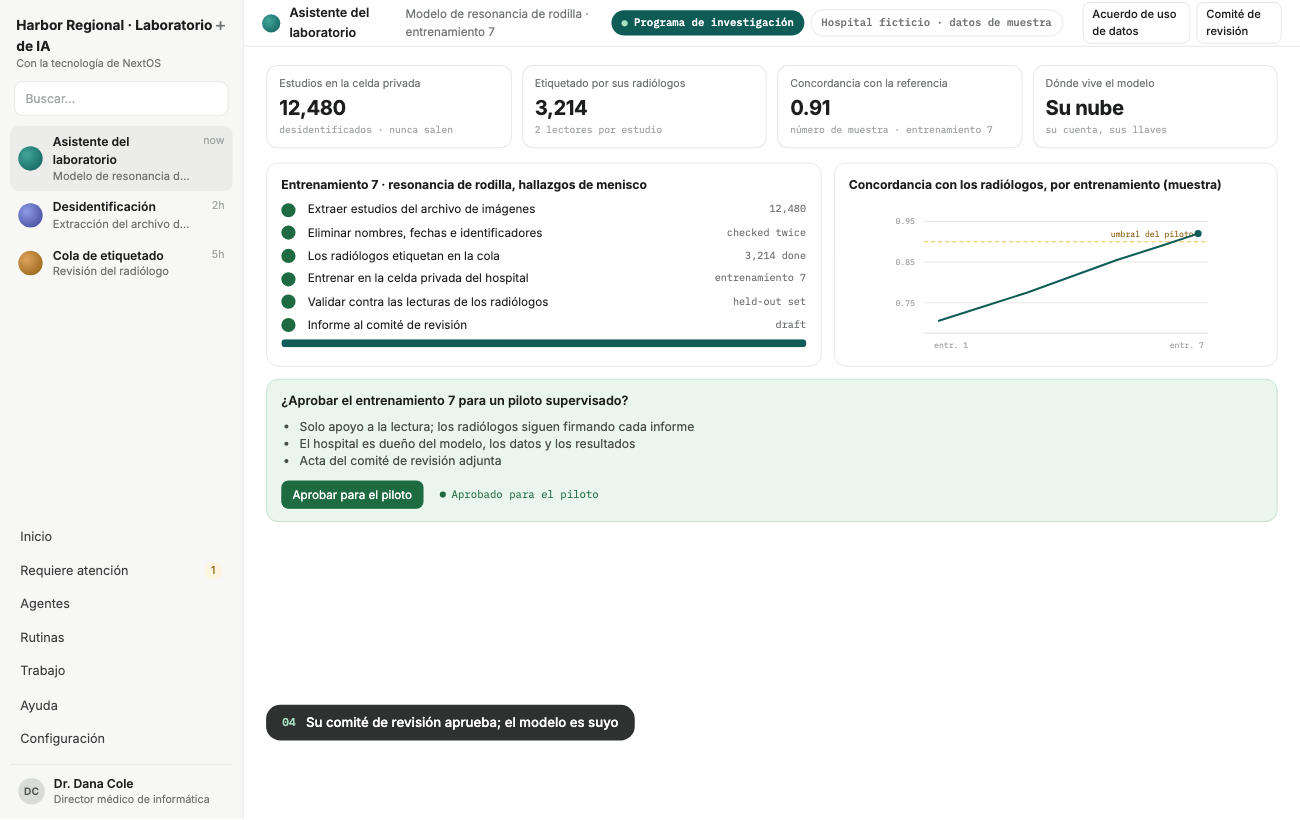 Harbor Regional · Laboratorio de IA
+
Con la tecnología de NextOS
Buscar...
Asistente del laboratorio
now
Modelo de resonancia d...
Desidentificación
2h
Extracción del archivo d...
Cola de etiquetado
5h
Revisión del radiólogo
Inicio
Requiere atención
1
Agentes
Rutinas
Trabajo
Ayuda
Configuración
DC
Dr. Dana Cole
Director médico de informática
Asistente del laboratorio
Modelo de resonancia de rodilla · entrenamiento 7
Programa de investigación
Hospital ficticio · datos de muestra
Acuerdo de uso de datos
Comité de revisión
Estudios en la celda privada
12,480
desidentificados · nunca salen
Etiquetado por sus radiólogos
3,214
2 lectores por estudio
Concordancia con la referencia
0.91
número de muestra · entrenamiento 7
Dónde vive el modelo
Su nube
su cuenta, sus llaves
Entrenamiento 7 · resonancia de rodilla, hallazgos de menisco
Extraer estudios del archivo de imágenes
12,480
Eliminar nombres, fechas e identificadores
checked twice
Los radiólogos etiquetan en la cola
3,214 done
Entrenar en la celda privada del hospital
entrenamiento 7
Validar contra las lecturas de los radiólogos
held-out set
Informe al comité de revisión
draft
Concordancia con los radiólogos, por entrenamiento (muestra)
0.95
umbral del piloto
0.85
0.75
entr. 1
entr. 7
¿Aprobar el entrenamiento 7 para un piloto supervisado?
• Solo apoyo a la lectura; los radiólogos siguen firmando cada informe
• El hospital es dueño del modelo, los datos y los resultados
• Acta del comité de revisión adjunta
Aprobar para el piloto
Aprobado para el piloto
04 Su comité de revisión aprueba; el modelo es suyo